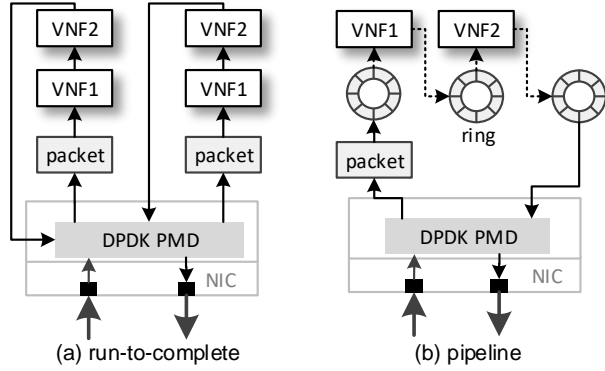 VNF2
VNF2
VNF1
VNF1
packet
packet
DPDK PMD
NIC
(a) run-to-complete
VNF1
VNF2
ring
packet
DPDK PMD
NIC
(b) pipeline